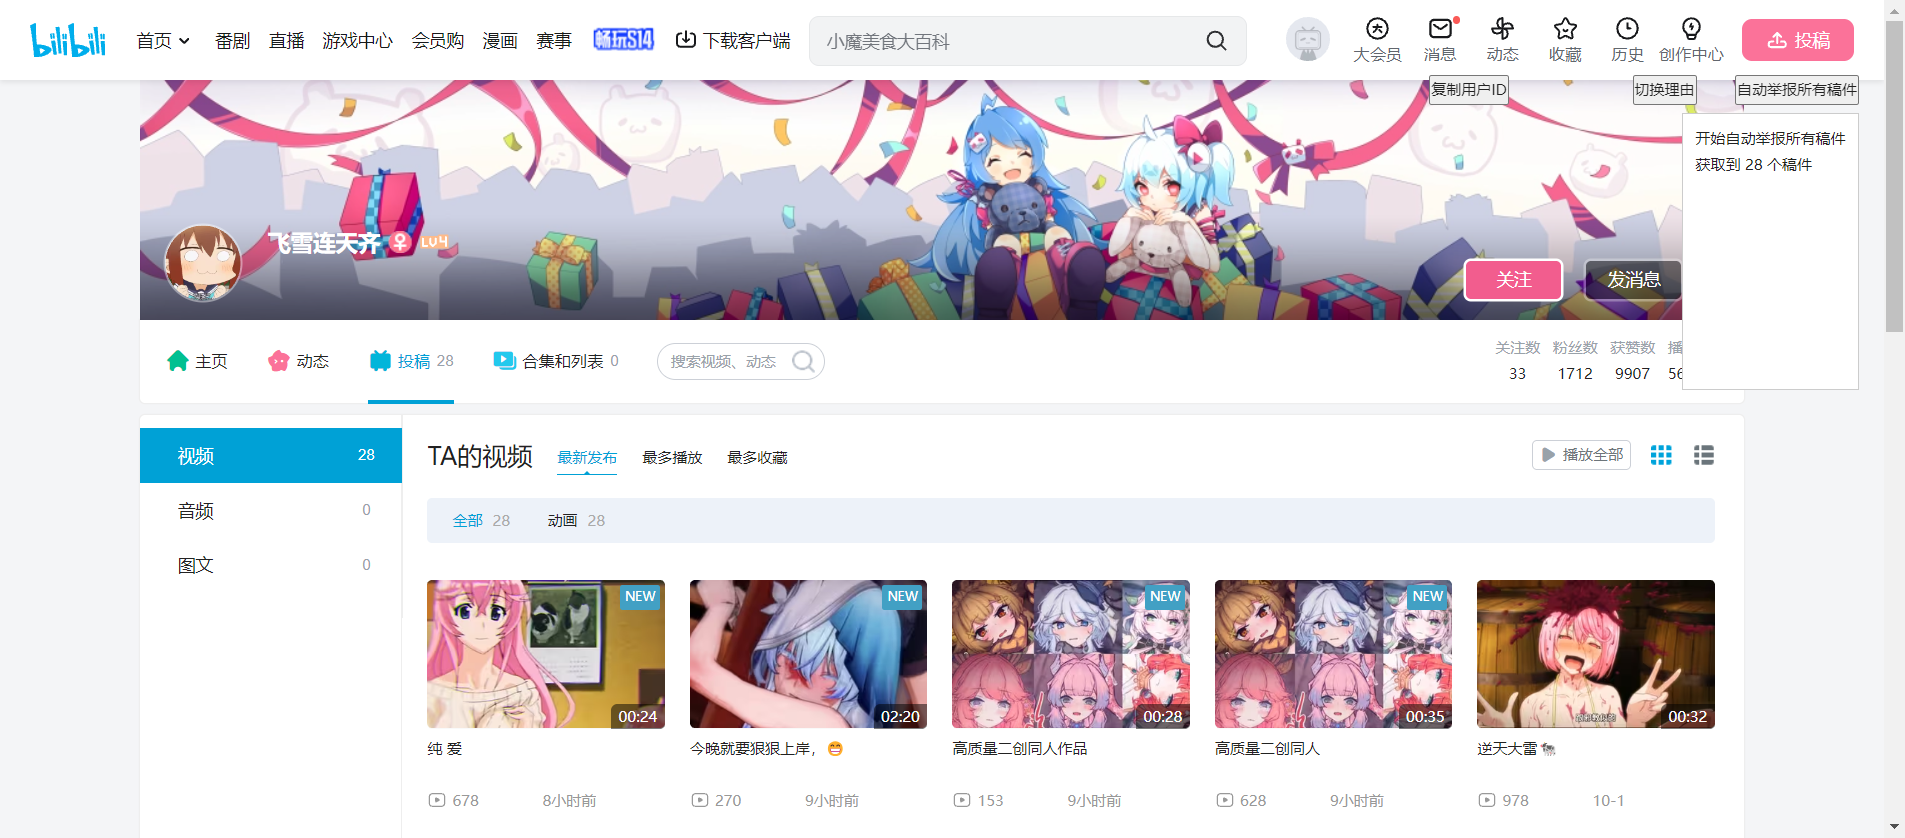 bilibili
首页 番剧 直播 游戏中心 会员购 漫画 赛事 畅玩S14 下载客户端
小魔美食大百科
大会员 消息 动态 收藏 历史 创作中心
投稿
复制用户ID 切换理由 自动举报所有稿件
开始自动举报所有稿件
获取到 28 个稿件
飞雪连天齐 LV4
关注 发消息
主页 动态 投稿 28 合集和列表 0
搜索视频、动态
关注数 粉丝数 获赞数 播
33 1712 9907 56
视频 28
音频 0
图文 0
TA的视频 最新发布 最多播放 最多收藏
播放全部
全部 28 动画 28
NEW
00:24
纯 爱
678 8小时前
NEW
02:20
今晚就要狠狠上岸，😁
270 9小时前
NEW
00:28
高质量二创同人作品
153 9小时前
NEW
00:35
高质量二创同人
628 9小时前
00:32
逆天大雷🐄
978 10-1